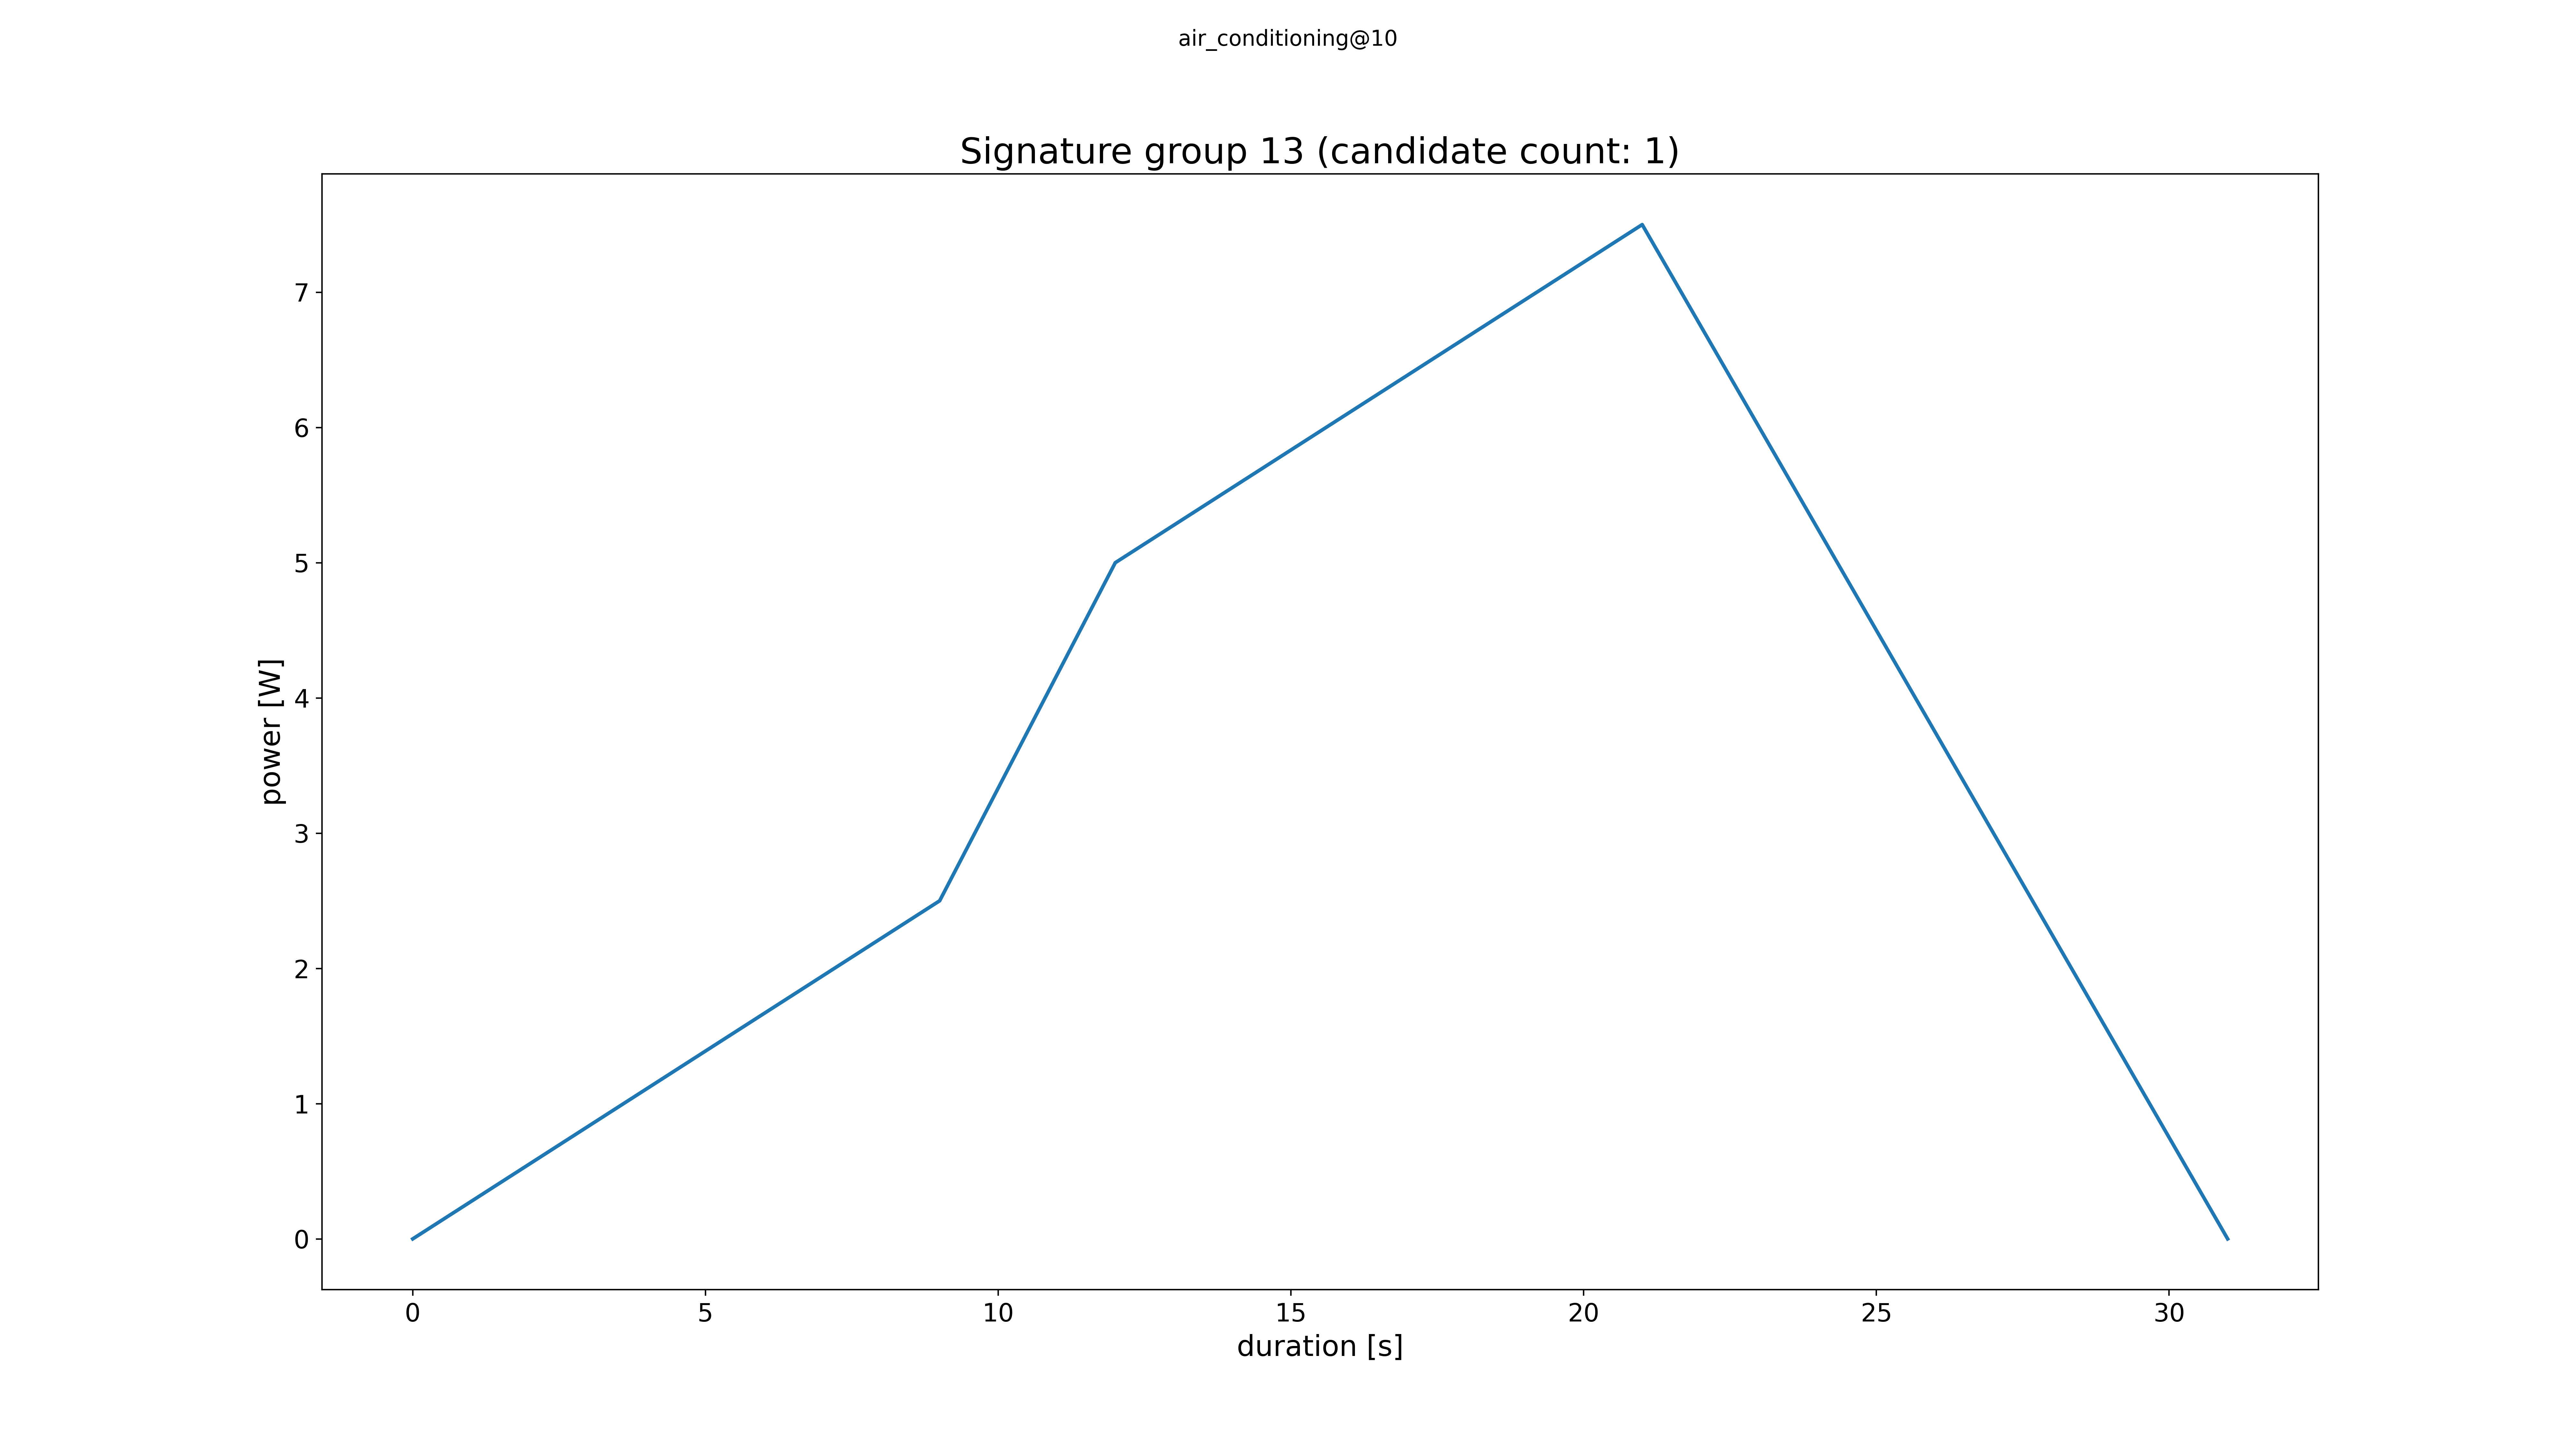 air_conditioning@10
Signature group 13 (candidate count: 1)
power [W]
7
6
5
4
3
2
1
0
0 5 10 15 20 25 30
duration [s]